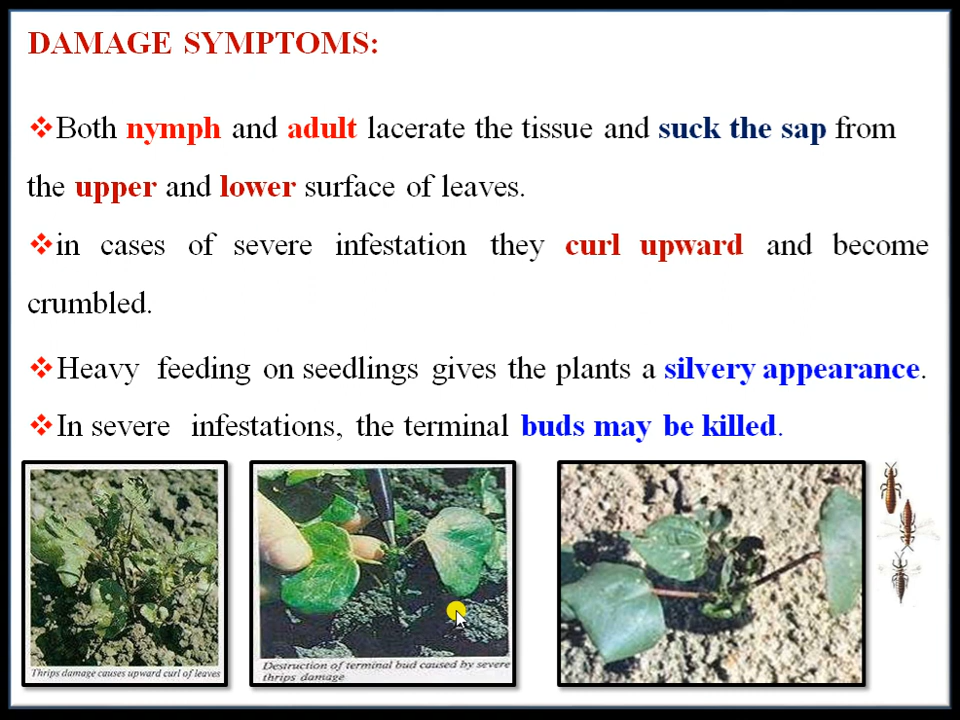 DAMAGE SYMPTOMS:
Both nymph and adult lacerate the tissue and suck the sap from
the upper and lower surface of leaves.
in cases of severe infestation they curl upward and become
crumbled.
Heavy feeding on seedlings gives the plants a silvery appearance.
In severe infestations, the terminal buds may be killed.
Thrips damage causes upward curl of leaves
Destruction of terminal bud caused by severe
thrips damage